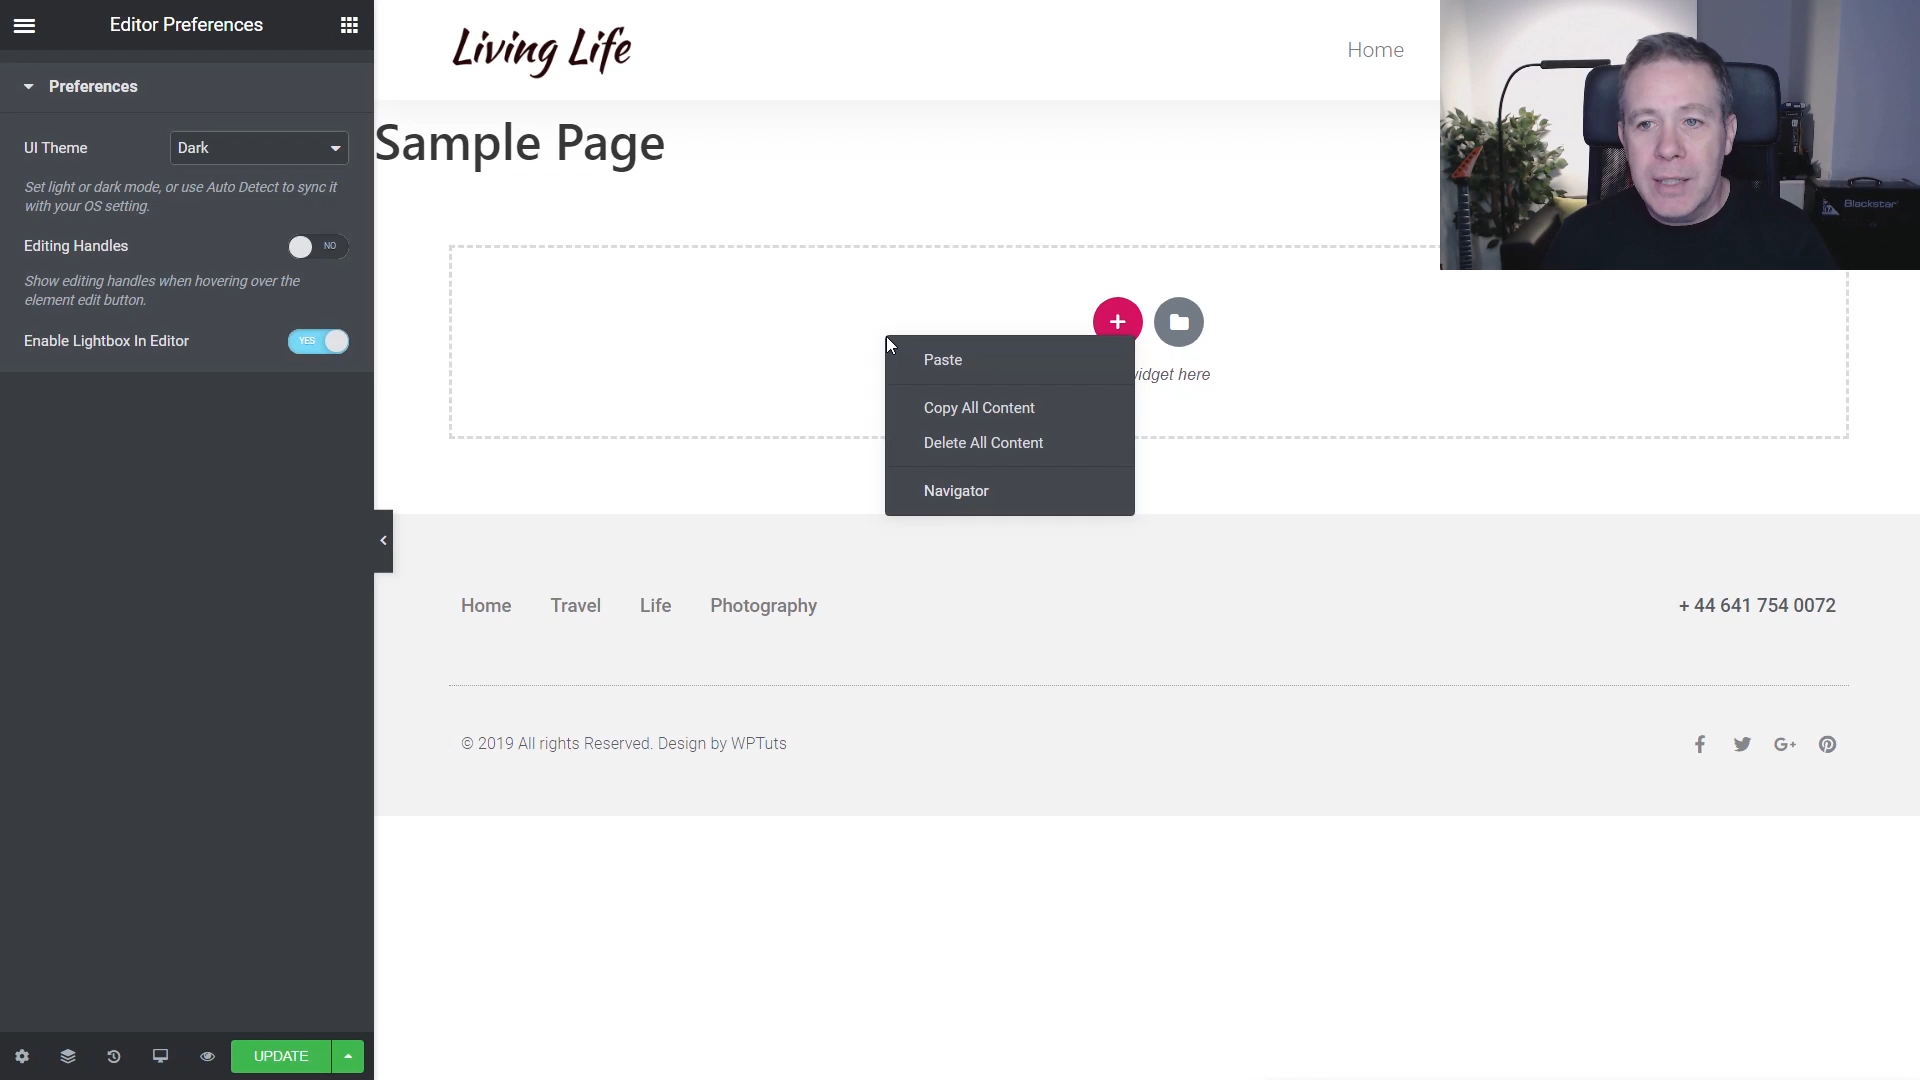 Editor Preferences
Preferences
UI Theme
Dark
Set light or dark mode, or use Auto Detect to sync it
with your OS setting.
Editing Handles
NO
Show editing handles when hovering over the
element edit button.
Enable Lightbox In Editor
YES
UPDATE
Living Life
Home
Sample Page
widget here
Paste
Copy All Content
Delete All Content
Navigator
Home
Travel
Life
Photography
+ 44 641 754 0072
© 2019 All rights Reserved. Design by WPTuts
Blackstar